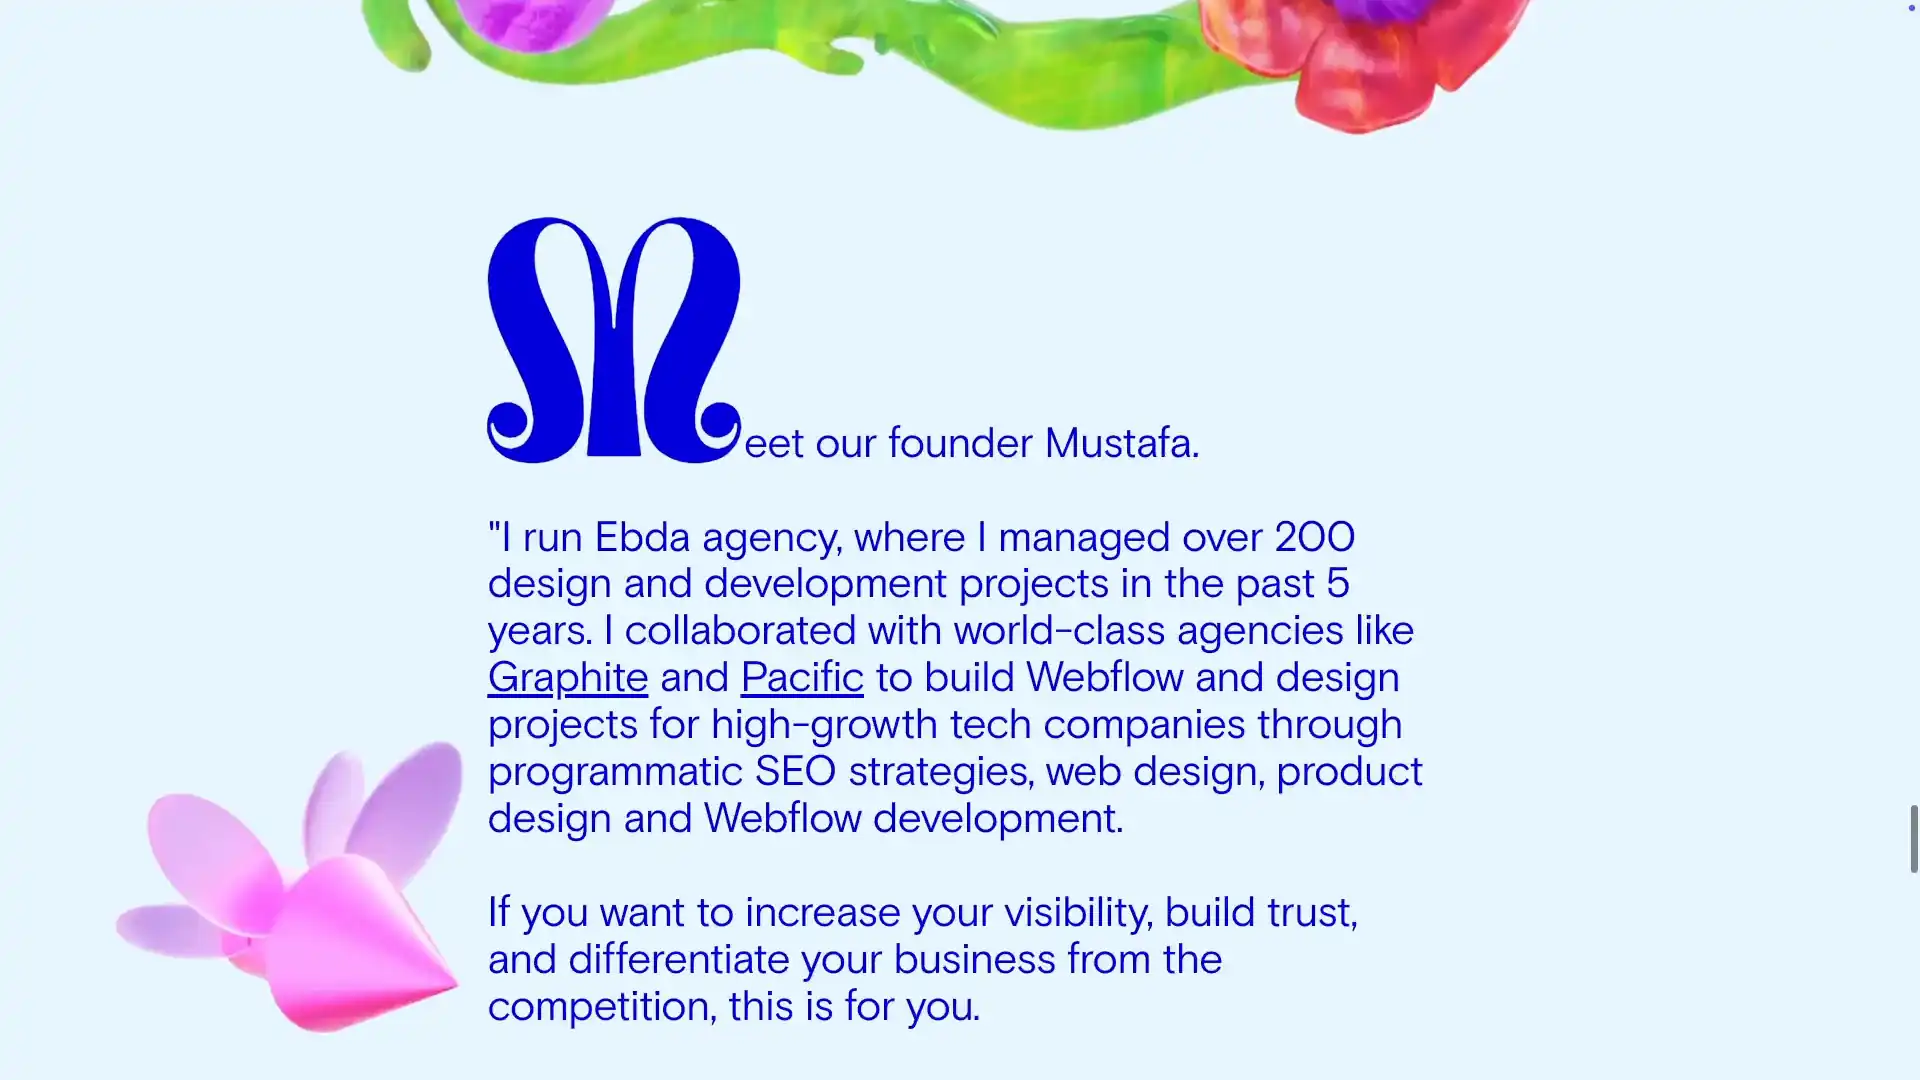 Meet our founder Mustafa.
"I run Ebda agency, where I managed over 200
design and development projects in the past 5
years. I collaborated with world-class agencies like
Graphite and Pacific to build Webflow and design
projects for high-growth tech companies through
programmatic SEO strategies, web design, product
design and Webflow development.
If you want to increase your visibility, build trust,
and differentiate your business from the
competition, this is for you.